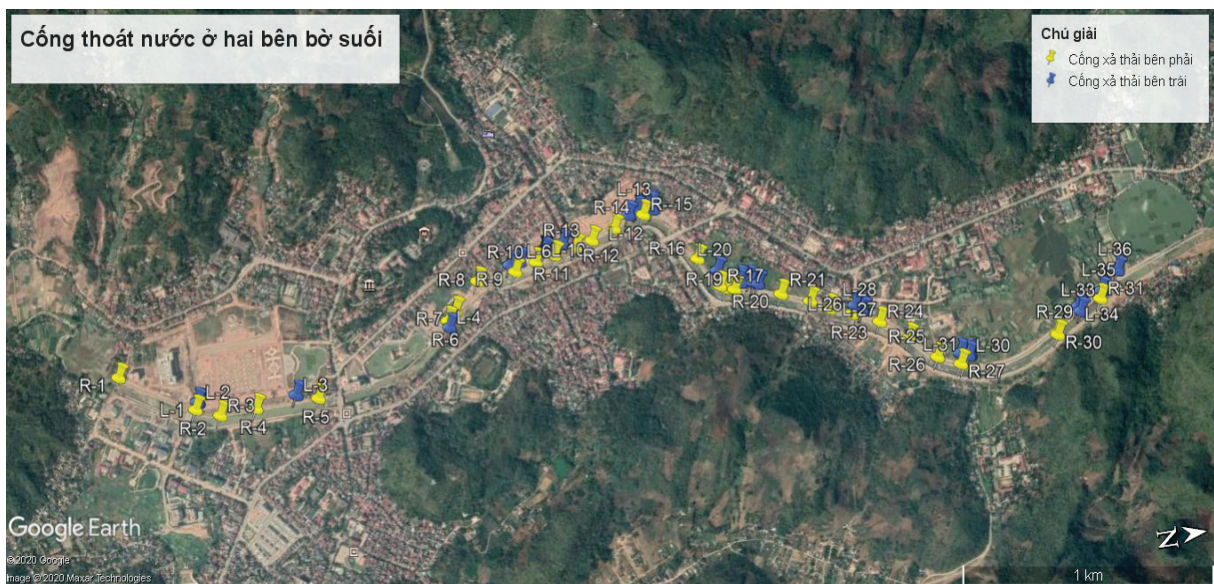 Cống thoát nước ở hai bên bờ suối
Chú giải
Cống xả thải bên phải
Cống xả thải bên trái
L-13
R-14
R-15
R-13
L-12
R-16
R-10
L-6
L-10
R-12
L-20
R-8
R-9
R-11
R-19
R-17
R-21
L-28
L-36
L-35
R-20
L-26
L-27
R-24
L-33
R-31
R-7
L-4
R-23
R-29
L-34
R-6
R-25
L-31
L-30
R-30
R-26
R-27
R-1
L-2
L-3
L-1
R-3
R-2
R-4
R-5
Google Earth
©2020 Google
Image ©2020 Maxar Technologies
N
1 km